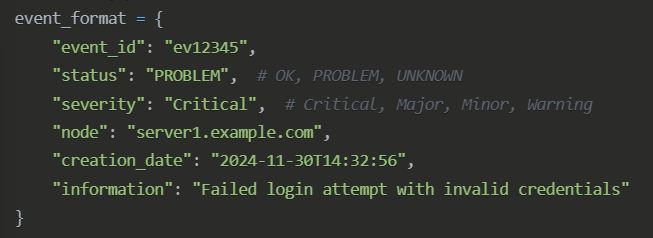 event_format = {
    "event_id": "ev12345",
    "status": "PROBLEM",  # OK, PROBLEM, UNKNOWN
    "severity": "Critical",  # Critical, Major, Minor, Warning
    "node": "server1.example.com",
    "creation_date": "2024-11-30T14:32:56",
    "information": "Failed login attempt with invalid credentials"
}